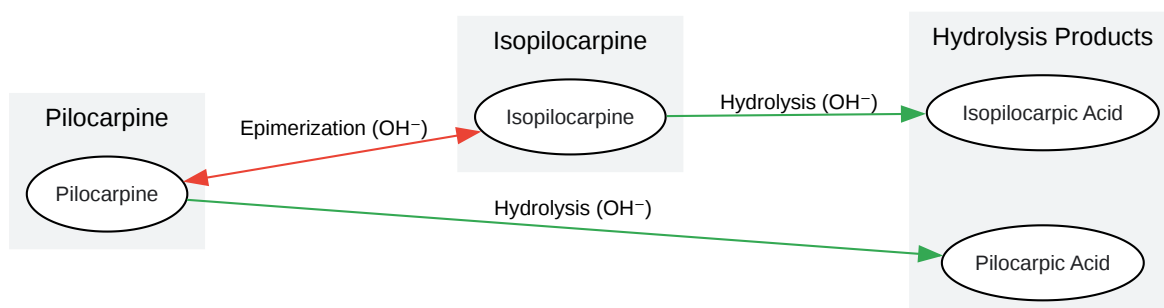 Pilocarpine
Pilocarpine
Epimerization (OH⁻)
Isopilocarpine
Isopilocarpine
Hydrolysis (OH⁻)
Hydrolysis (OH⁻)
Hydrolysis Products
Isopilocarpic Acid
Pilocarpic Acid